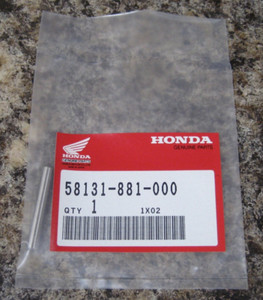 HONDA
HONDA
GENUINE PARTS
58131-881-000
QTY 1 1X02